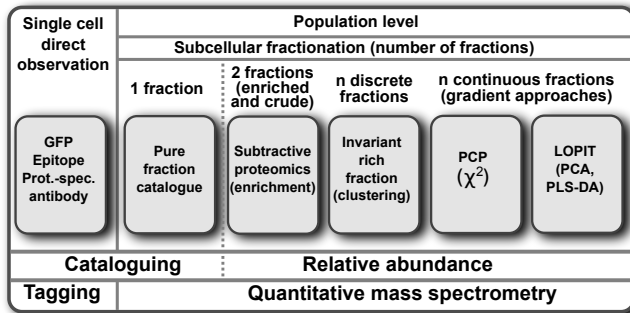 Single cell
direct
observation
Population level
Subcellular fractionation (number of fractions)
1 fraction
2 fractions
(enriched
and crude)
n discrete
fractions
n continuous fractions
(gradient approaches)
GFP
Epitope
Prot.-spec.
antibody
Pure
fraction
catalogue
Subtractive
proteomics
(enrichment)
Invariant
rich
fraction
(clustering)
PCP
(χ²)
LOPIT
(PCA,
PLS-DA)
Cataloguing
Relative abundance
Tagging
Quantitative mass spectrometry